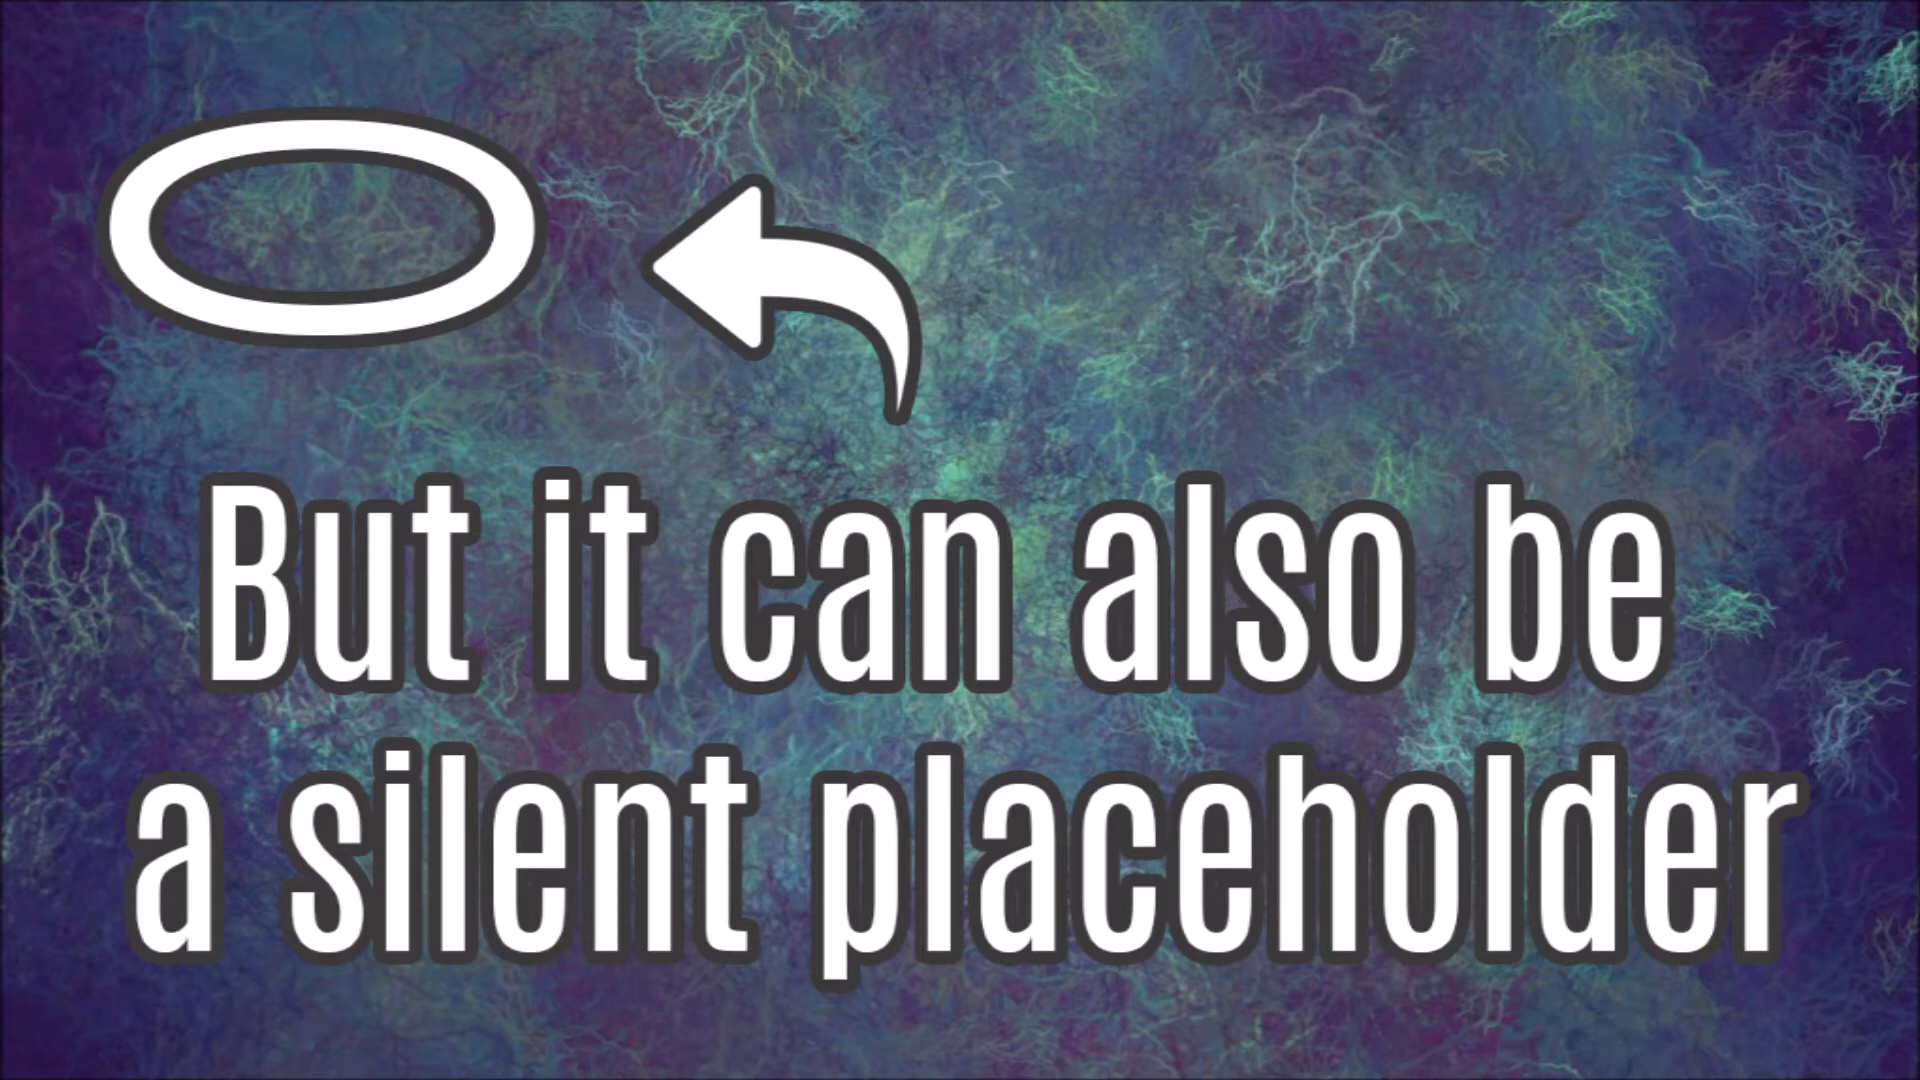 ㅇ
But it can also be
a silent placeholder